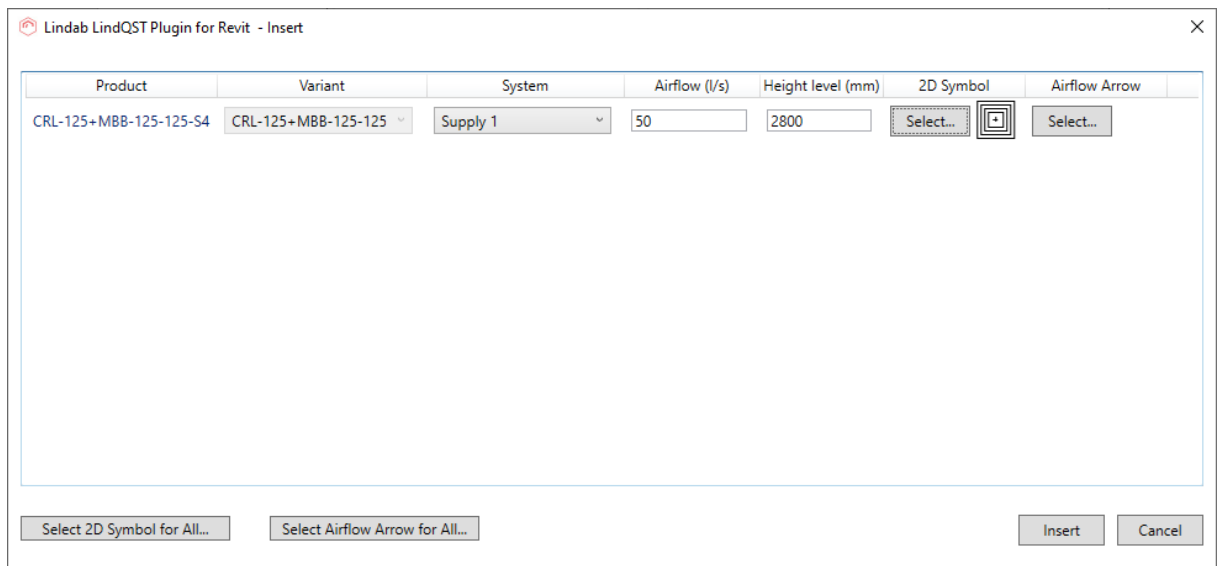 Lindab LindQST Plugin for Revit - Insert
Product Variant System Airflow (l/s) Height level (mm) 2D Symbol Airflow Arrow
CRL-125+MBB-125-125-S4 CRL-125+MBB-125-125 Supply 1 50 2800 Select... Select...
Select 2D Symbol for All... Select Airflow Arrow for All... Insert Cancel